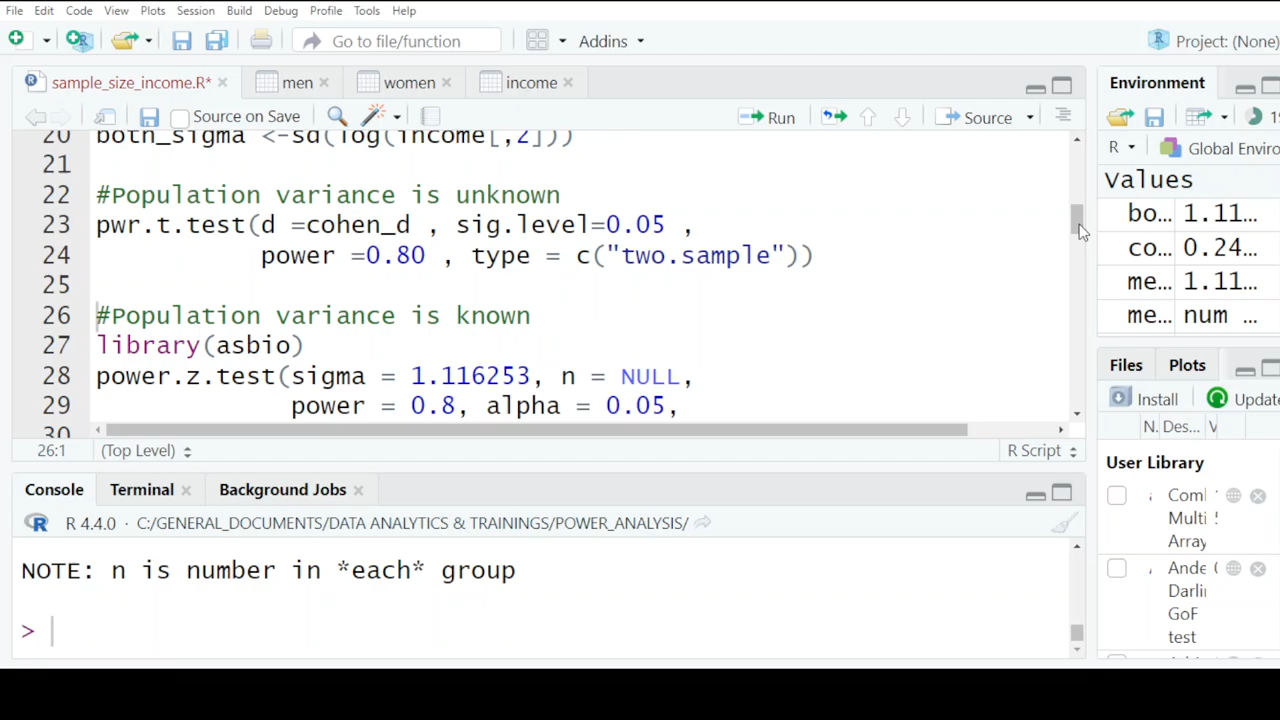 File Edit Code View Plots Session Build Debug Profile Tools Help
Go to file/function Addins Project: (None)
sample_size_income.R* men women income
Source on Save Run Source
20 both_sigma <-sd(log(income[,2]))
21
22 #Population variance is unknown
23 pwr.t.test(d =cohen_d , sig.level=0.05 ,
24 power =0.80 , type = c("two.sample"))
25
26 #Population variance is known
27 library(asbio)
28 power.z.test(sigma = 1.116253, n = NULL,
29 power = 0.8, alpha = 0.05,
30
26:1 (Top Level) R Script
Console Terminal Background Jobs
R 4.4.0 · C:/GENERAL_DOCUMENTS/DATA ANALYTICS & TRAININGS/POWER_ANALYSIS/
NOTE: n is number in *each* group
>
Environment
R Global Enviro
Values
bo... 1.11...
co... 0.24...
me... 1.11...
me... num ...
Files Plots
Install Update
N. Des... V
User Library
Coml
Multi
Array
Ande
Darli
GoF
test